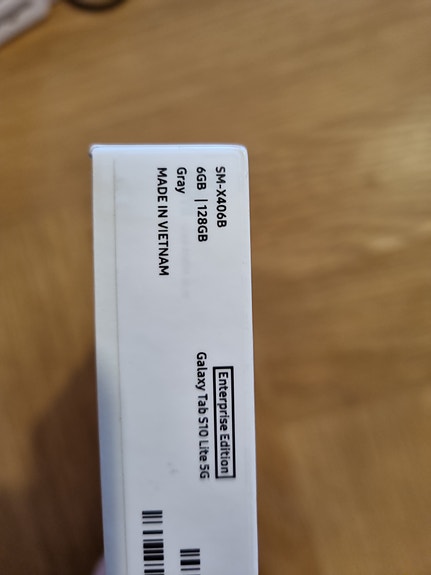 SM-X406B
6GB | 128GB
Gray
MADE IN VIETNAM
Enterprise Edition
Galaxy Tab S10 Lite 5G